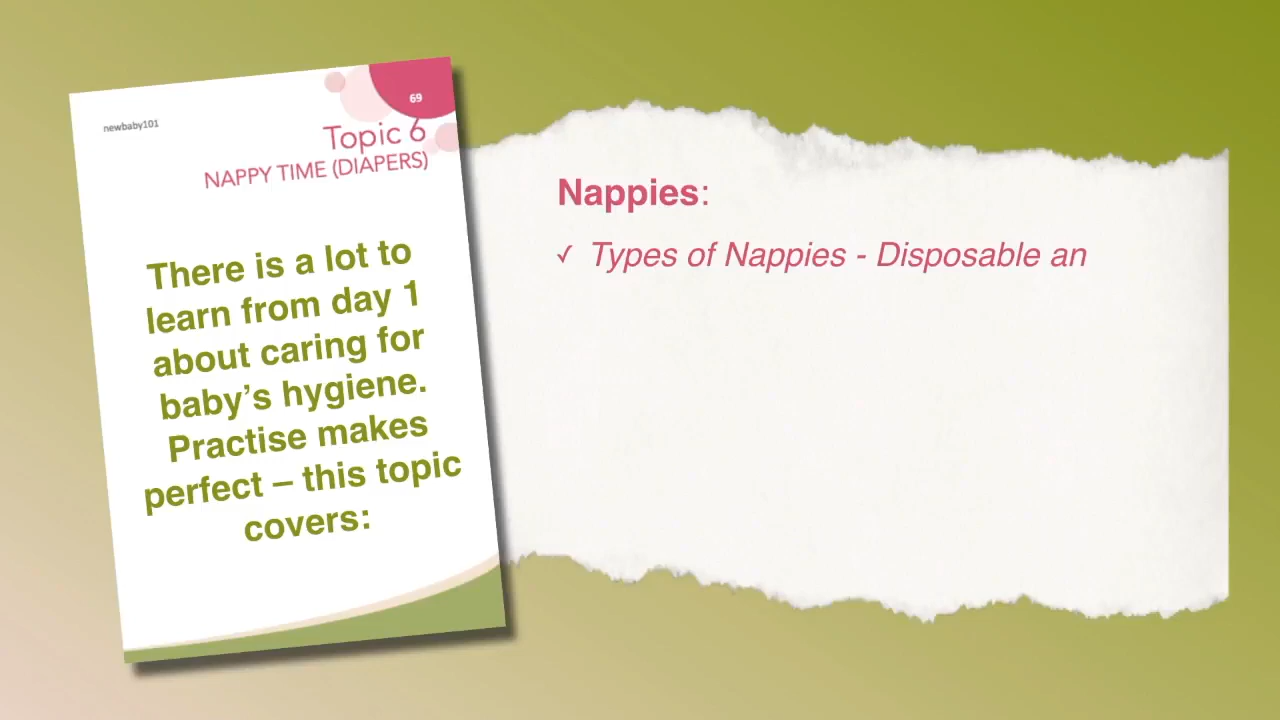 newbaby101
69
Topic 6
NAPPY TIME (DIAPERS)
There is a lot to
learn from day 1
about caring for
baby’s hygiene.
Practise makes
perfect – this topic
covers:
Nappies:
✓ Types of Nappies - Disposable an